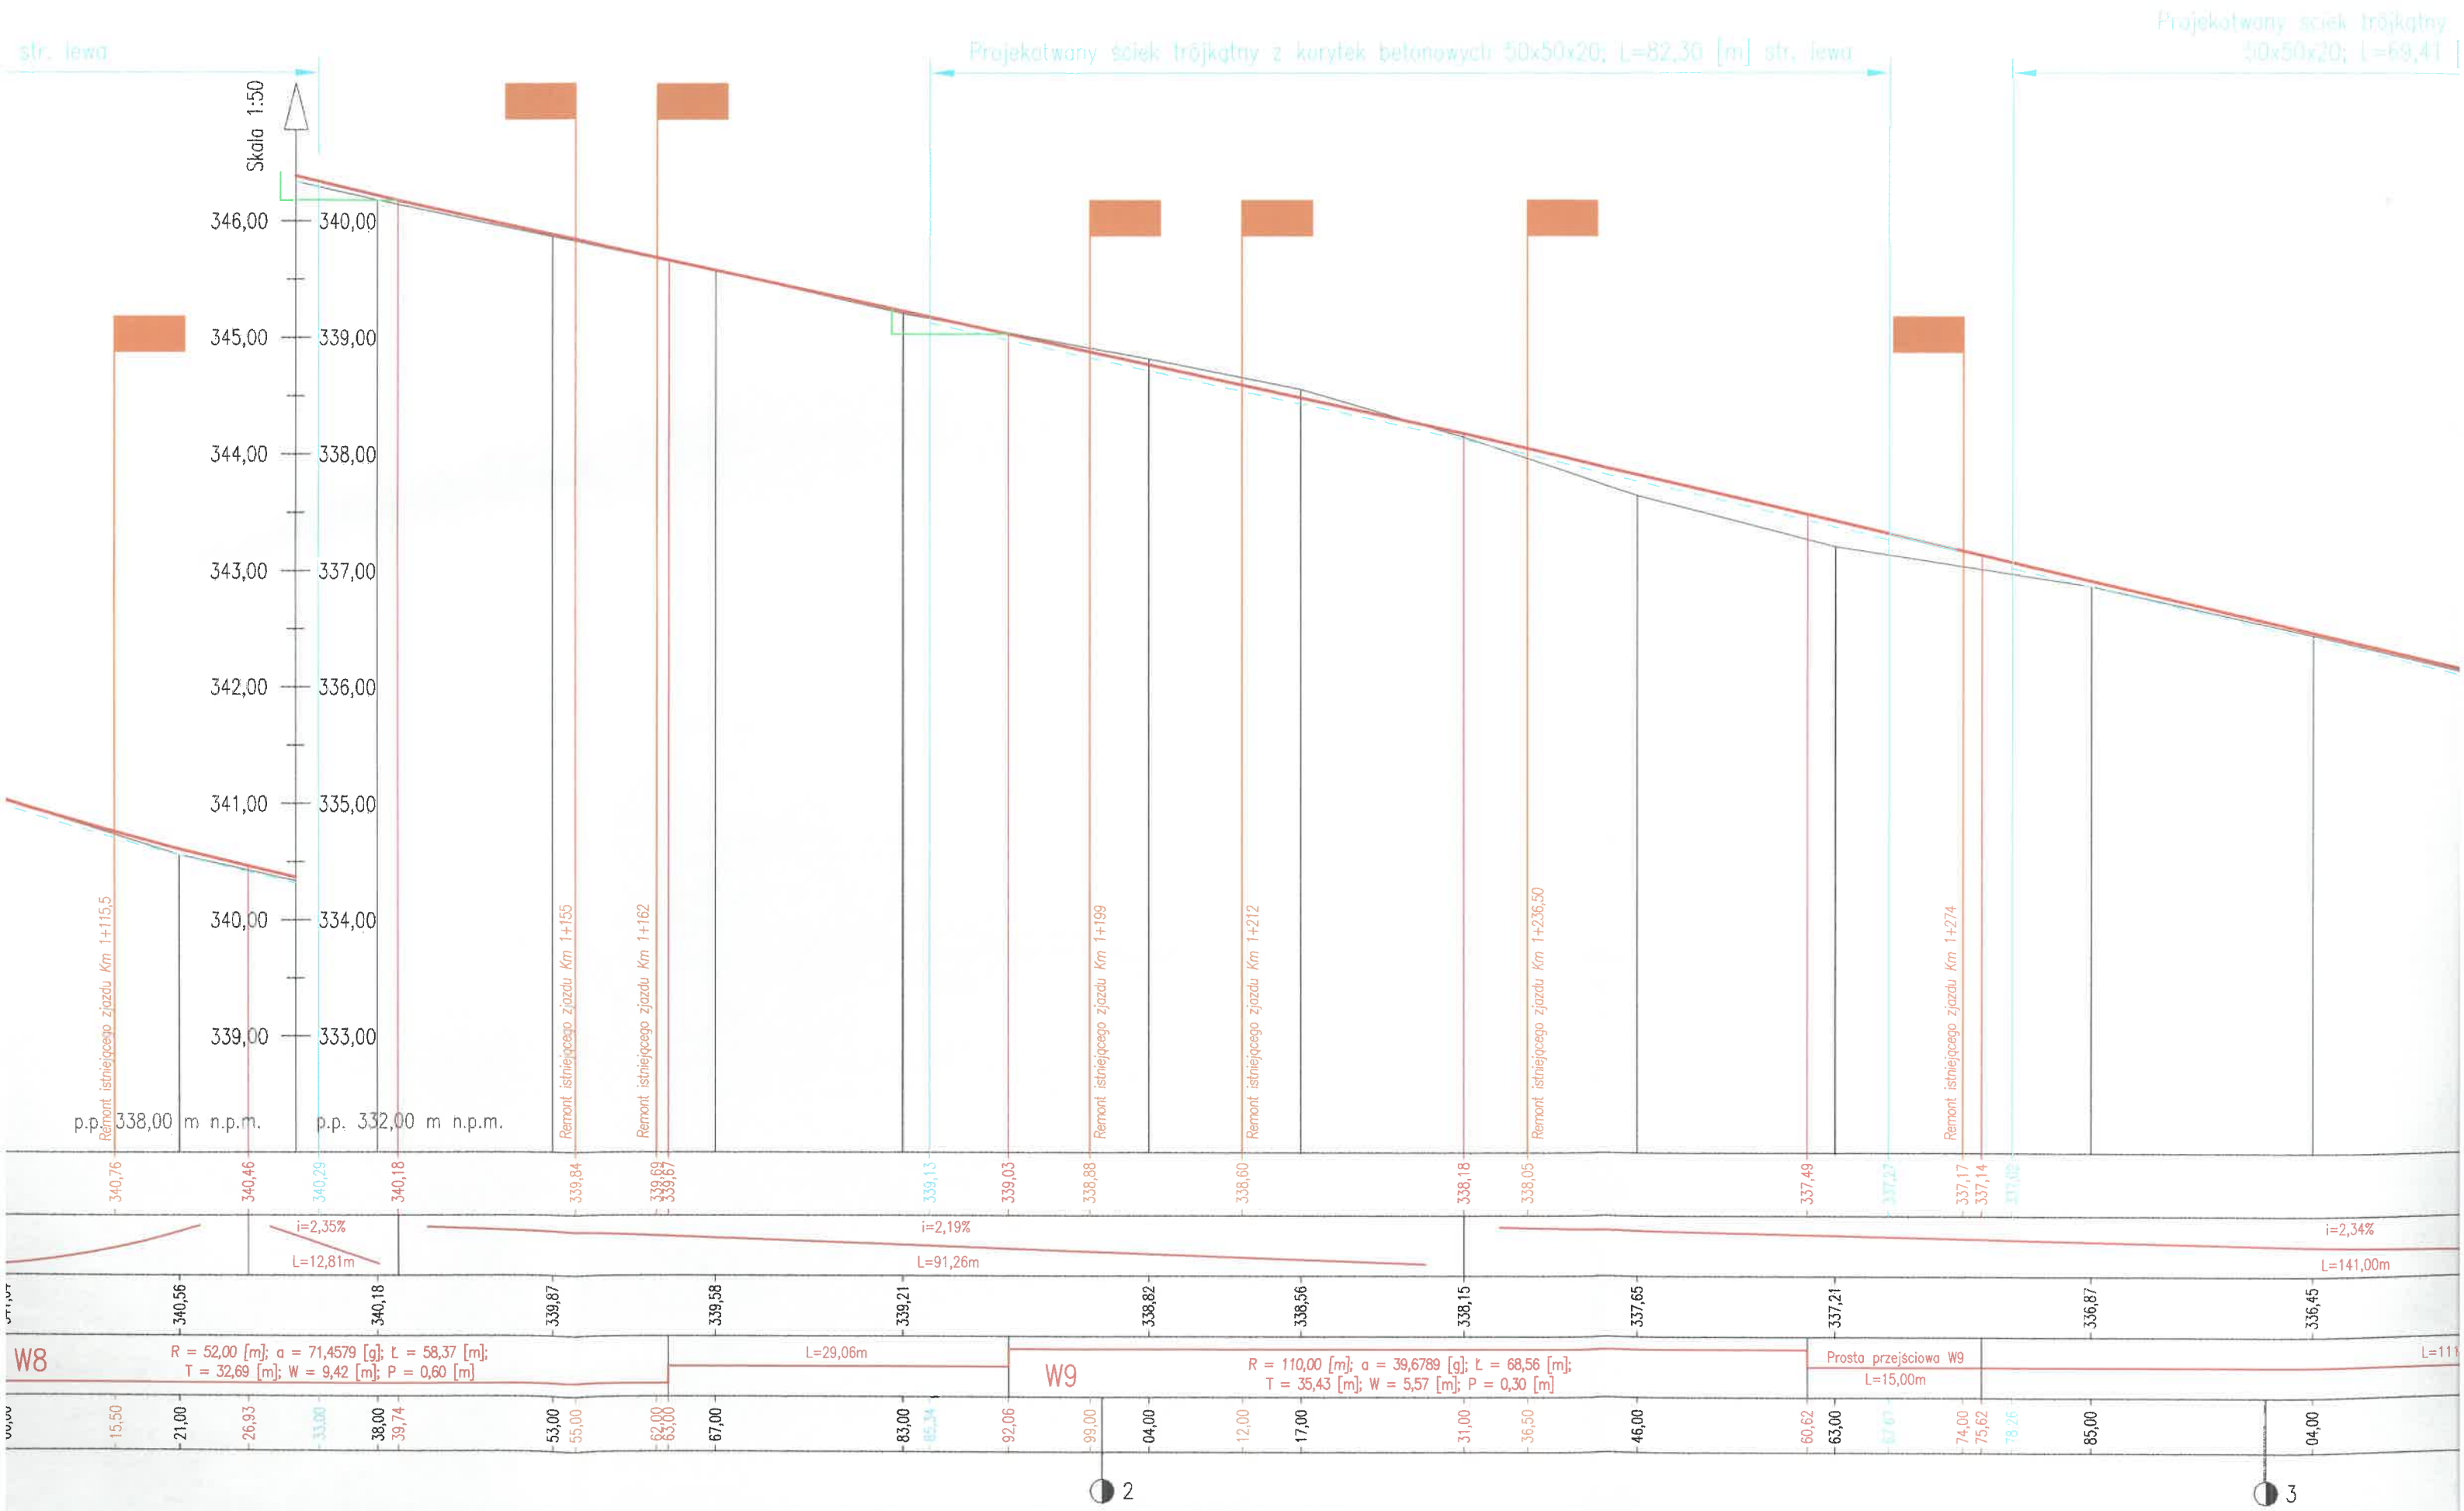 str. lewa
Projekotwany ściek trójkątny z korytek betonowych 50x50x20; L=82,30 [m] str. lewa
Projekotwany ściek trójkątny
50x50x20; L=69,41
Skala 1:50
346,00 340,00
345,00 339,00
344,00 338,00
343,00 337,00
342,00 336,00
341,00 335,00
340,00 334,00
339,00 333,00
p.p. 338,00 m n.p.m. p.p. 332,00 m n.p.m.
Remont istniejącego zjazdu Km 1+115,5
Remont istniejącego zjazdu Km 1+155
Remont istniejącego zjazdu Km 1+162
Remont istniejącego zjazdu Km 1+199
Remont istniejącego zjazdu Km 1+212
Remont istniejącego zjazdu Km 1+236,50
Remont istniejącego zjazdu Km 1+274
340,76 340,46 340,29 340,18 339,84 339,69 339,67 339,13 339,03 338,88 338,60 338,18 338,05 337,49 337,27 337,17 337,14 337,02
i=2,35% i=2,19% i=2,34%
L=12,81m L=91,26m L=141,00m
340,56 340,18 339,87 339,58 339,21 338,82 338,56 338,15 337,65 337,21 336,87 336,45
W8
R = 52,00 [m]; a = 71,4579 [g]; Ł = 58,37 [m];
T = 32,69 [m]; W = 9,42 [m]; P = 0,60 [m]
L=29,06m
W9
R = 110,00 [m]; a = 39,6789 [g]; Ł = 68,56 [m];
T = 35,43 [m]; W = 5,57 [m]; P = 0,30 [m]
Prosta przejściowa W9
L=15,00m
L=111
15,50 21,00 26,93 33,00 38,00 39,74 53,00 55,00 62,00 63,00 67,00 83,00 85,34 92,06 99,00 04,00 12,00 17,00 31,00 36,50 46,00 60,62 63,00 67,67 74,00 75,62 78,26 85,00 04,00
2 3